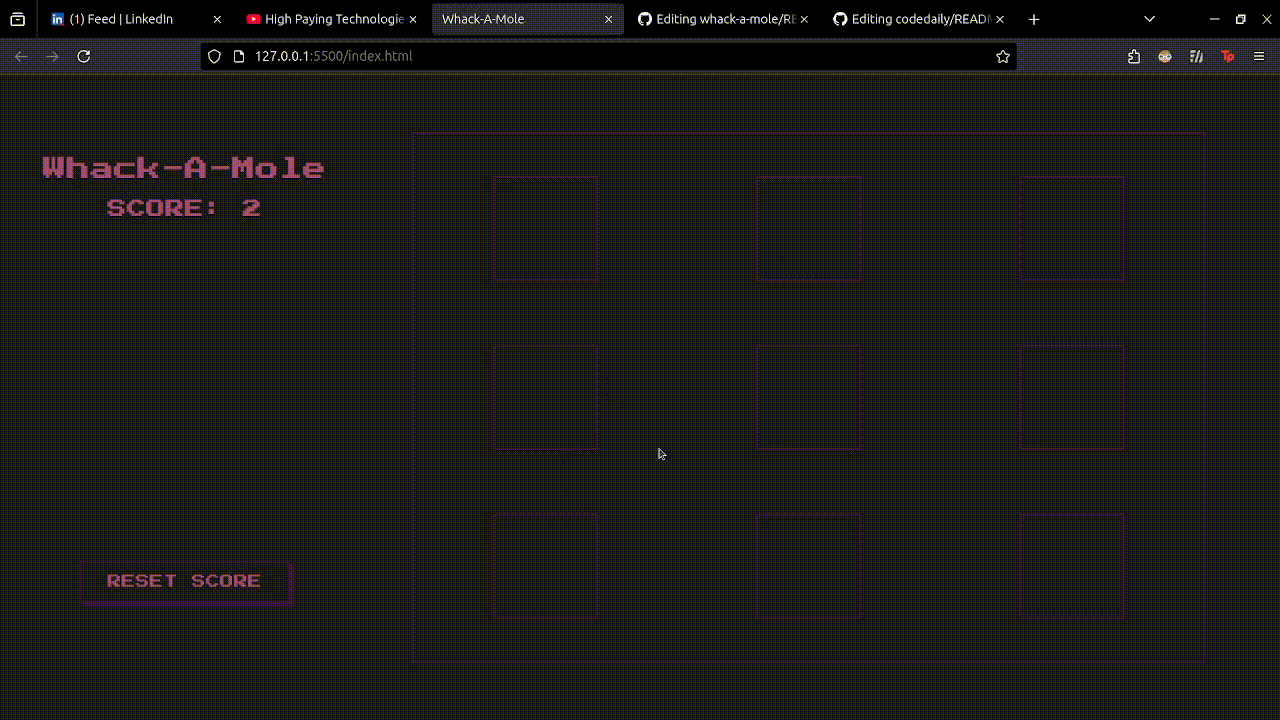 (1) Feed | LinkedIn
High Paying Technologie
Whack-A-Mole
Editing whack-a-mole/RE
Editing codedaily/READ
127.0.0.1:5500/index.html
Whack-A-Mole
SCORE: 2
RESET SCORE